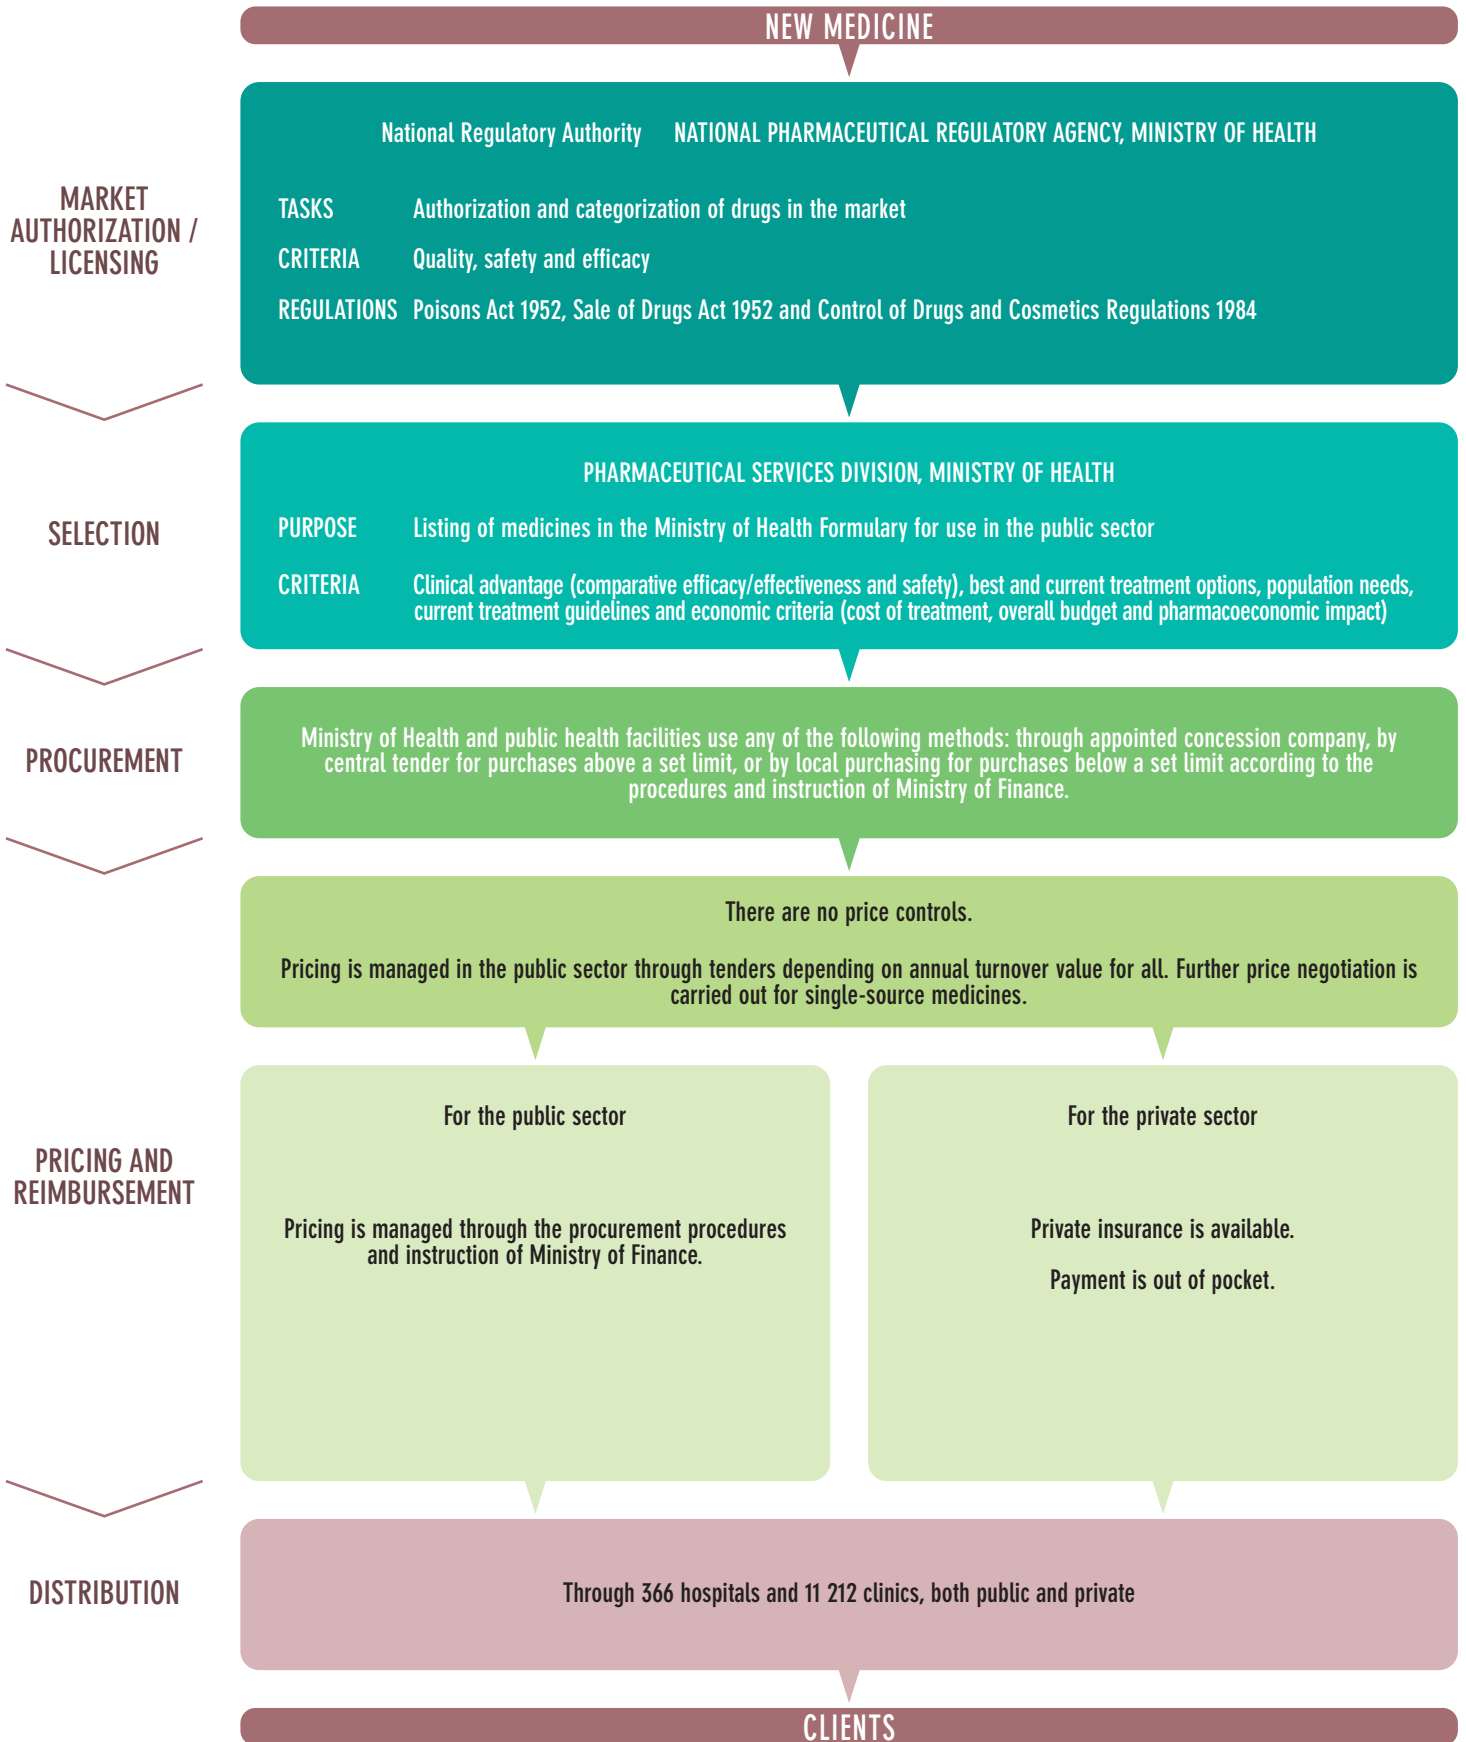 NEW MEDICINE
MARKET
AUTHORIZATION /
LICENSING
National Regulatory Authority NATIONAL PHARMACEUTICAL REGULATORY AGENCY, MINISTRY OF HEALTH
TASKS Authorization and categorization of drugs in the market
CRITERIA Quality, safety and efficacy
REGULATIONS Poisons Act 1952, Sale of Drugs Act 1952 and Control of Drugs and Cosmetics Regulations 1984
SELECTION
PHARMACEUTICAL SERVICES DIVISION, MINISTRY OF HEALTH
PURPOSE Listing of medicines in the Ministry of Health Formulary for use in the public sector
CRITERIA Clinical advantage (comparative efficacy/effectiveness and safety), best and current treatment options, population needs,
current treatment guidelines and economic criteria (cost of treatment, overall budget and pharmacoeconomic impact)
PROCUREMENT
Ministry of Health and public health facilities use any of the following methods: through appointed concession company, by
central tender for purchases above a set limit, or by local purchasing for purchases below a set limit according to the
procedures and instruction of Ministry of Finance.
PRICING AND
REIMBURSEMENT
There are no price controls.
Pricing is managed in the public sector through tenders depending on annual turnover value for all. Further price negotiation is
carried out for single-source medicines.
For the public sector
Pricing is managed through the procurement procedures
and instruction of Ministry of Finance.
For the private sector
Private insurance is available.
Payment is out of pocket.
DISTRIBUTION
Through 366 hospitals and 11 212 clinics, both public and private
CLIENTS